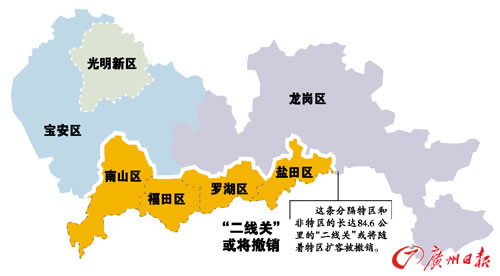 光明新区
宝安区
龙岗区
南山区
福田区
罗湖区
盐田区
“二线关”
或将撤销
这条分隔特区和
非特区的长达84.6公
里的“二线关”或将随
着特区扩容被撤销。
廣州日報